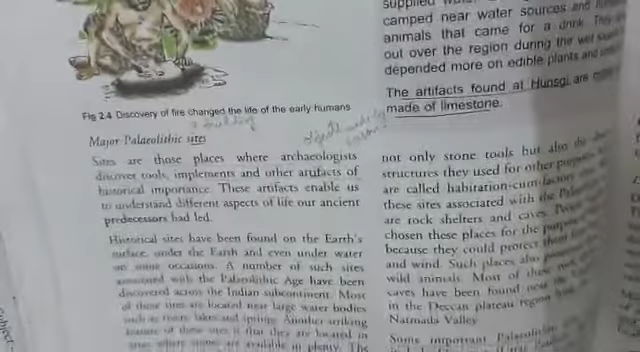 Fig 2.4 Discovery of fire changed the life of the early humans
Major Palaeolithic sites
Sites are those places where archaeologists
discover tools, implements and other artifacts of
historical importance. These artifacts enable us
to understand different aspects of life our ancient
predecessors had led.
Historical sites have been found on the Earth's
surface, under the Earth and even under water
on some occasions. A number of such sites
associated with the Palaeolithic Age have been
discovered across the Indian subcontinent. Most
of these sites are located near large water bodies
such as rivers, lakes and springs. Another striking
feature of these sites is that they are located in
areas where stones are available in plenty. The
supplied
camped near water sources and
animals that came for a drink. They
out over the region during the wet
depended more on edible plants and
The artifacts found at Hunsgi are
made of limestone.
not only stone tools but also the
structures they used for other purposes
are called habitation-cum-factory
these sites associated with the
are rock shelters and caves. People
chosen these places for the purpose
because they could protect them
and wind. Such places also
wild animals. Most of these
caves have been found near the
in the Deccan plateau region
Narmada Valley
Some important Palaeolithic